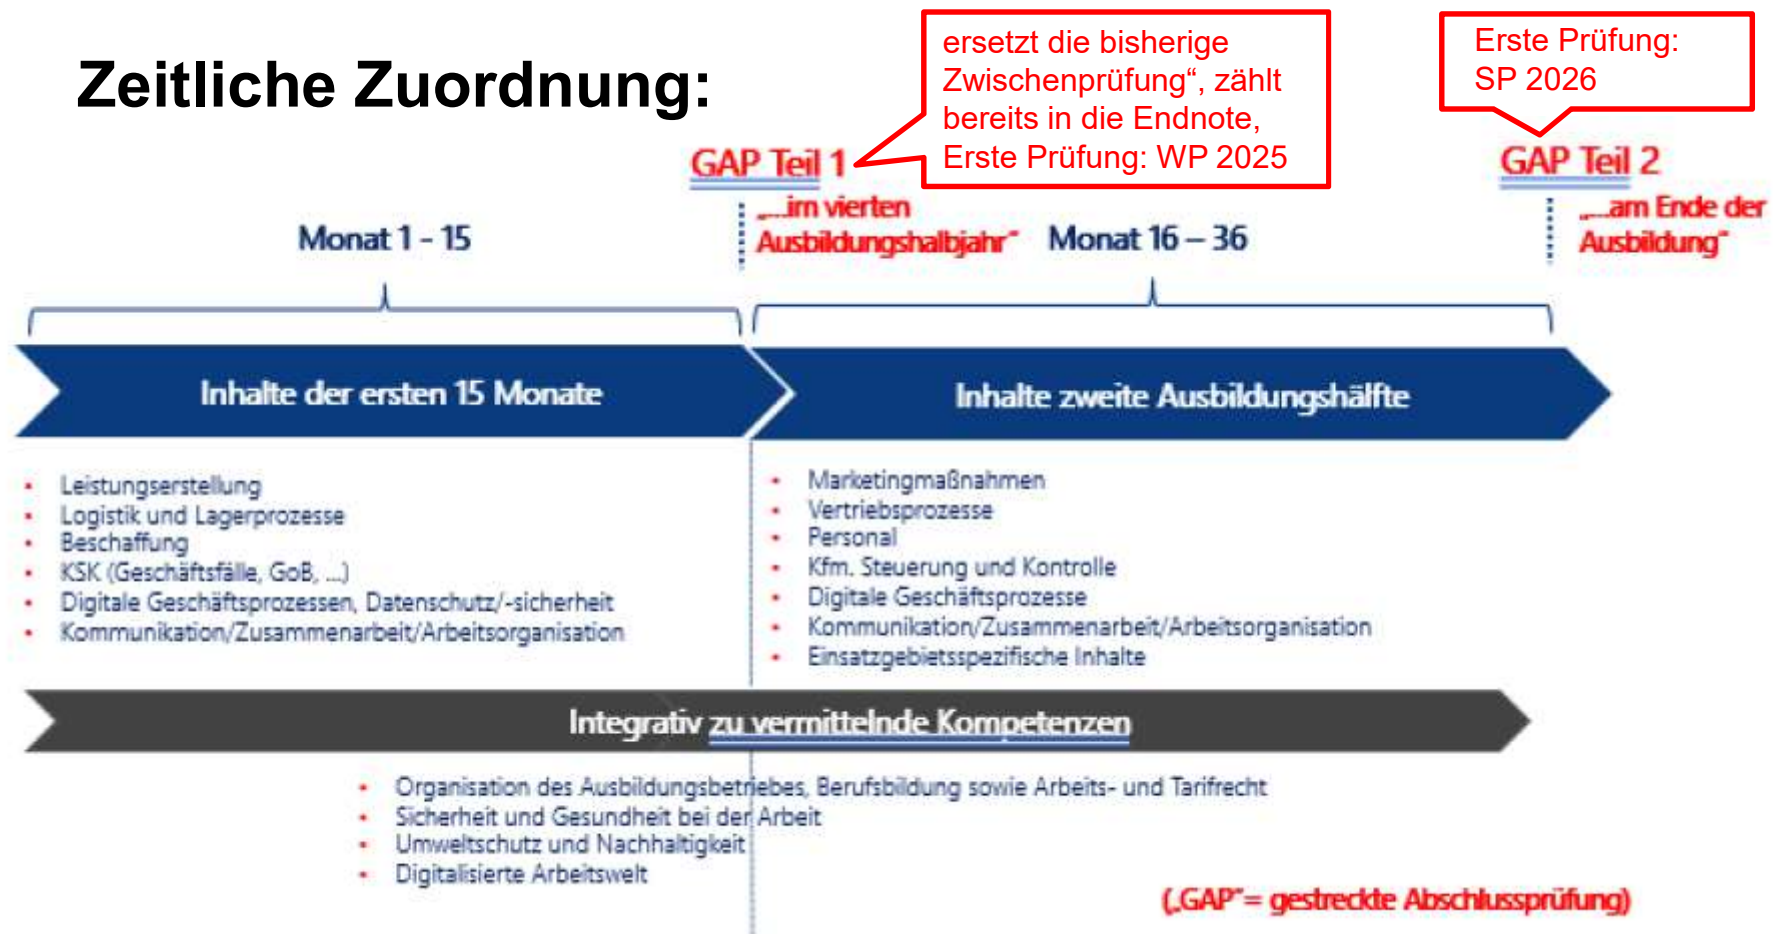 Zeitliche Zuordnung:
ersetzt die bisherige
Zwischenprüfung“, zählt
bereits in die Endnote,
Erste Prüfung: WP 2025
Erste Prüfung:
SP 2026
GAP Teil 1
„...im vierten
Ausbildungshalbjahr“
GAP Teil 2
„...am Ende der
Ausbildung“
Monat 1 - 15
Monat 16 – 36
Inhalte der ersten 15 Monate
Inhalte zweite Ausbildungshälfte
• Leistungserstellung
• Logistik und Lagerprozesse
• Beschaffung
• KSK (Geschäftsfälle, GoB, ...)
• Digitale Geschäftsprozessen, Datenschutz/-sicherheit
• Kommunikation/Zusammenarbeit/Arbeitsorganisation
• Marketingmaßnahmen
• Vertriebsprozesse
• Personal
• Kfm. Steuerung und Kontrolle
• Digitale Geschäftsprozesse
• Kommunikation/Zusammenarbeit/Arbeitsorganisation
• Einsatzgebietsspezifische Inhalte
Integrativ zu vermittelnde Kompetenzen
• Organisation des Ausbildungsbetriebes, Berufsbildung sowie Arbeits- und Tarifrecht
• Sicherheit und Gesundheit bei der Arbeit
• Umweltschutz und Nachhaltigkeit
• Digitalisierte Arbeitswelt
(„GAP“= gestreckte Abschlussprüfung)